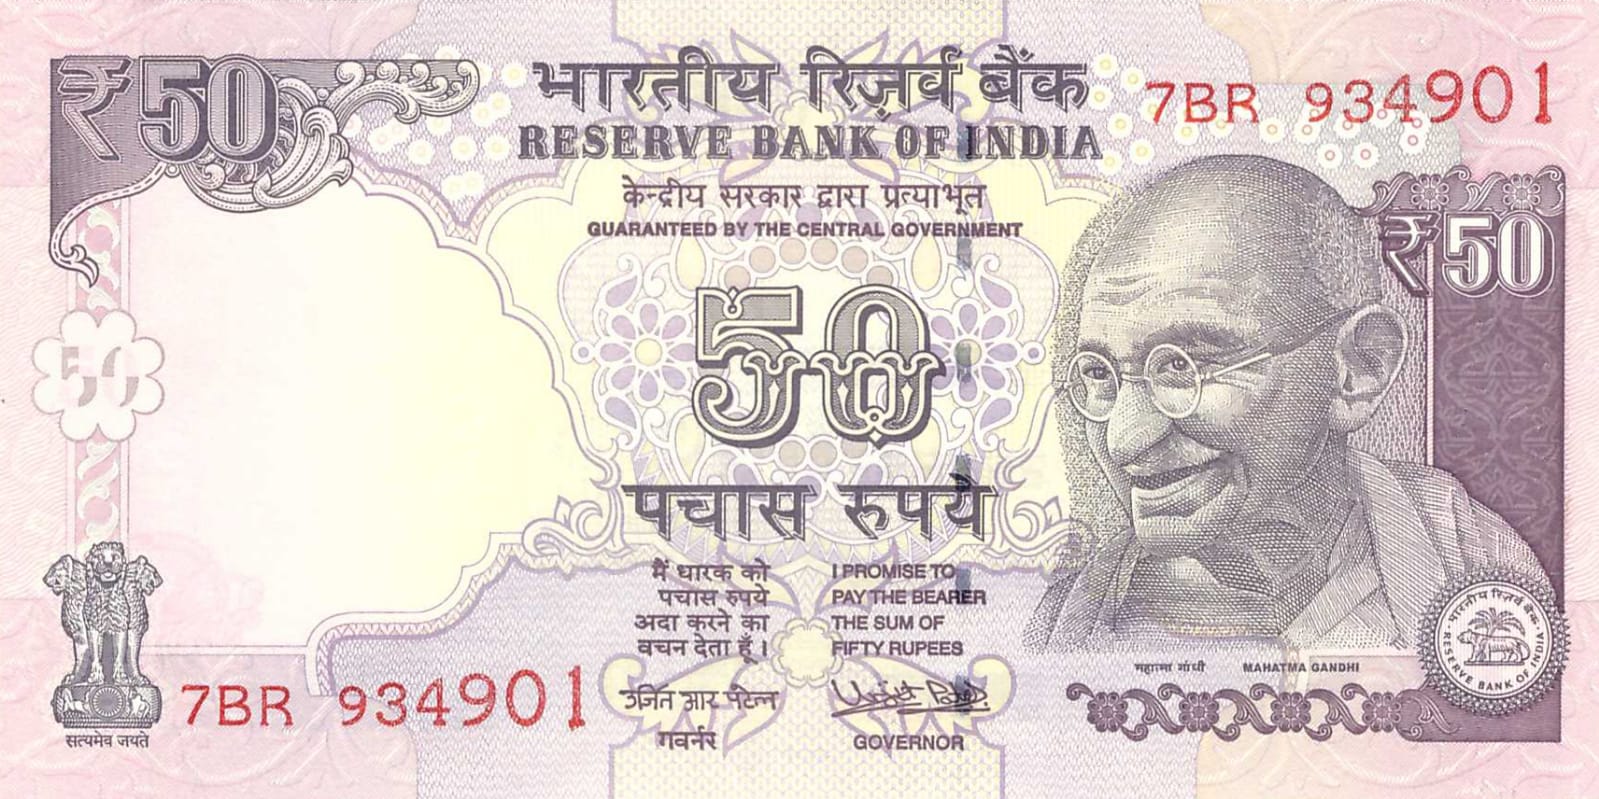 ₹50
भारतीय रिज़र्व बैंक
7BR 934901
RESERVE BANK OF INDIA
केन्द्रीय सरकार द्वारा प्रत्याभूत
GUARANTEED BY THE CENTRAL GOVERNMENT
₹50
50
50
पचास रुपये
मैं धारक को
पचास रुपये
अदा करने का
वचन देता हूँ।
I PROMISE TO
PAY THE BEARER
THE SUM OF
FIFTY RUPEES
उर्जित आर पटेल
गवर्नर
GOVERNOR
सत्यमेव जयते
7BR 934901
महात्मा गांधी
MAHATMA GANDHI
भारतीय रिज़र्व बैंक
RESERVE BANK OF INDIA